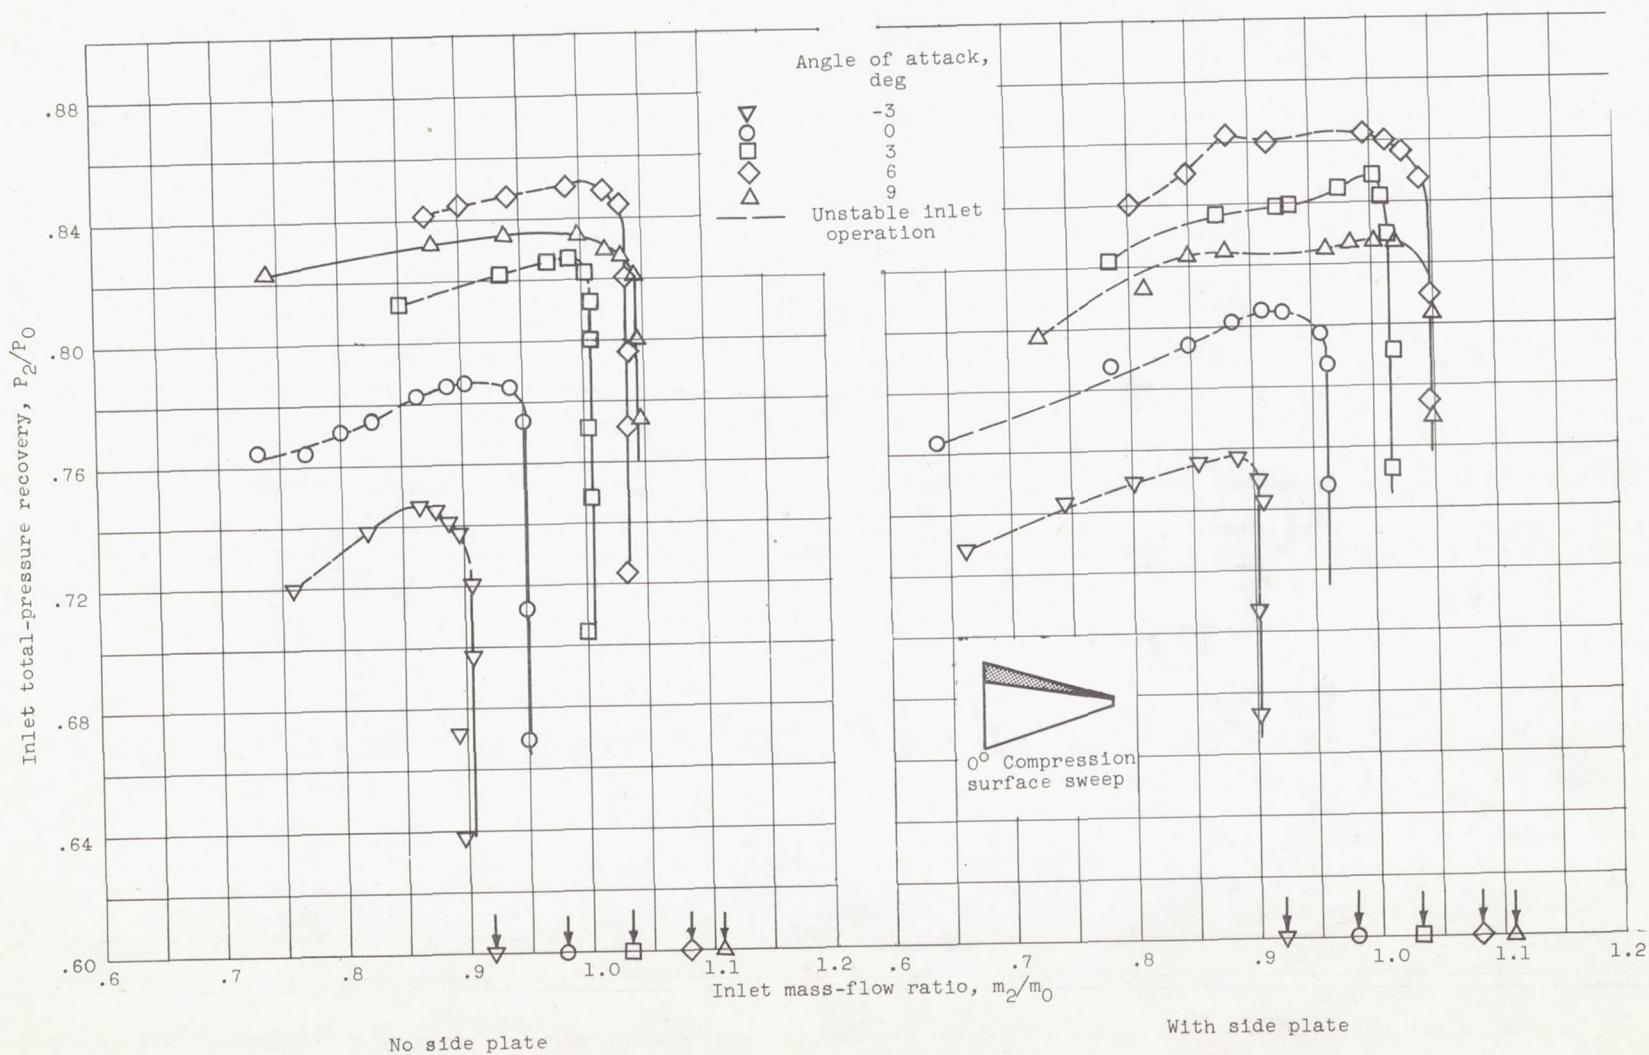 Angle of attack,
deg
-3
0
3
6
9
Unstable inlet
operation
Inlet total-pressure recovery, P2/P0
.88
.84
.80
.76
.72
.68
.64
.60
0° Compression
surface sweep
.6 .7 .8 .9 1.0 1.1 1.2
.6 .7 .8 .9 1.0 1.1 1.2
Inlet mass-flow ratio, m2/m0
No side plate
With side plate